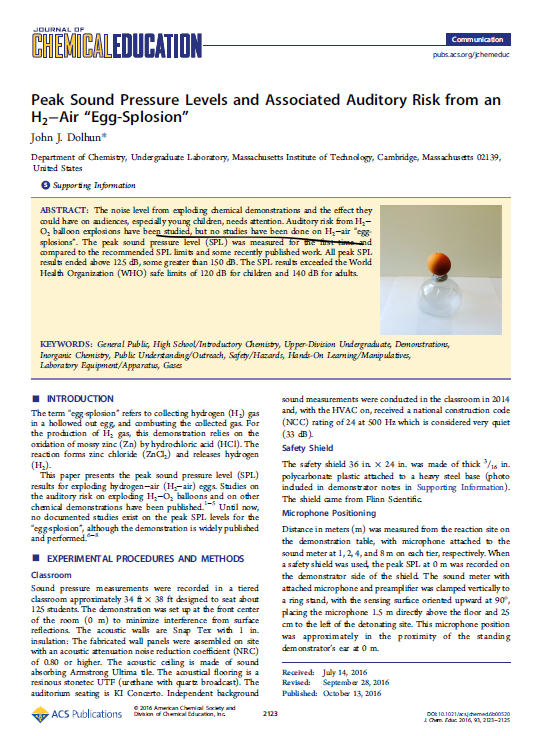 JOURNAL OF
CHEMICALEDUCATION
Communication
pubs.acs.org/jchemeduc
Peak Sound Pressure Levels and Associated Auditory Risk from an
H2−Air “Egg-Splosion”
John J. Dolhun*
Department of Chemistry, Undergraduate Laboratory, Massachusetts Institute of Technology, Cambridge, Massachusetts 02139,
United States
S Supporting Information
ABSTRACT: The noise level from exploding chemical demonstrations and the effect they
could have on audiences, especially young children, needs attention. Auditory risk from H2−
O2 balloon explosions have been studied, but no studies have been done on H2−air “egg-
splosions”. The peak sound pressure level (SPL) was measured for the first time and
compared to the recommended SPL limits and some recently published work. All peak SPL
results ended above 125 dB, some greater than 150 dB. The SPL results exceeded the World
Health Organization (WHO) safe limits of 120 dB for children and 140 dB for adults.
KEYWORDS: General Public, High School/Introductory Chemistry, Upper-Division Undergraduate, Demonstrations,
Inorganic Chemistry, Public Understanding/Outreach, Safety/Hazards, Hands-On Learning/Manipulatives,
Laboratory Equipment/Apparatus, Gases
■ INTRODUCTION
The term “egg-splosion” refers to collecting hydrogen (H2) gas
in a hollowed out egg, and combusting the collected gas. For
the production of H2 gas, this demonstration relies on the
oxidation of mossy zinc (Zn) by hydrochloric acid (HCl). The
reaction forms zinc chloride (ZnCl2) and releases hydrogen
(H2).
This paper presents the peak sound pressure level (SPL)
results for exploding hydrogen−air (H2−air) eggs. Studies on
the auditory risk on exploding H2−O2 balloons and on other
chemical demonstrations have been published.1−5 Until now,
no documented studies exist on the peak SPL levels for the
“egg-splosion”, although the demonstration is widely published
and performed.6−8
■ EXPERIMENTAL PROCEDURES AND METHODS
Classroom
Sound pressure measurements were recorded in a tiered
classroom approximately 34 ft × 38 ft designed to seat about
125 students. The demonstration was set up at the front center
of the room (0 m) to minimize interference from surface
reflections. The acoustic walls are Snap Tex with 1 in.
insulation: The fabricated wall panels were assembled on site
with an acoustic attenuation noise reduction coefficient (NRC)
of 0.80 or higher. The acoustic ceiling is made of sound
absorbing Armstrong Ultima tile. The acoustical flooring is a
resinous stonetec UTF (urethane with quartz broadcast). The
auditorium seating is KI Concerto. Independent background
sound measurements were conducted in the classroom in 2014
and, with the HVAC on, received a national construction code
(NCC) rating of 24 at 500 Hz which is considered very quiet
(33 dB).
Safety Shield
The safety shield 36 in. × 24 in. was made of thick 3/16 in.
polycarbonate plastic attached to a heavy steel base (photo
included in demonstrator notes in Supporting Information).
The shield came from Flinn Scientific.
Microphone Positioning
Distance in meters (m) was measured from the reaction site on
the demonstration table, with microphone attached to the
sound meter at 1, 2, 4, and 8 m on each tier, respectively. When
a safety shield was used, the peak SPL at 0 m was recorded on
the demonstrator side of the shield. The sound meter with
attached microphone and preamplifier was clamped vertically to
a ring stand, with the sensing surface oriented upward at 90°,
placing the microphone 1.5 m directly above the floor and 25
cm to the left of the detonating site. This microphone position
was approximately in the proximity of the standing
demonstrator's ear at 0 m.
Received: July 14, 2016
Revised: September 28, 2016
Published: October 13, 2016
ACS Publications
© 2016 American Chemical Society and
Division of Chemical Education, Inc.
2123
DOI: 10.1021/acs.jchemed.6b00520
J. Chem. Educ. 2016, 93, 2123−2125